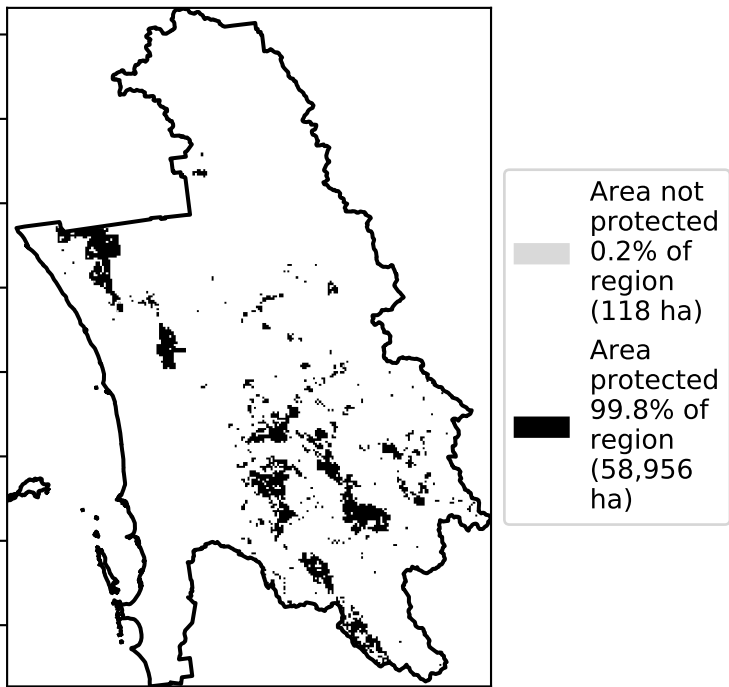 Area not
protected
0.2% of
region
(118 ha)
Area
protected
99.8% of
region
(58,956
ha)